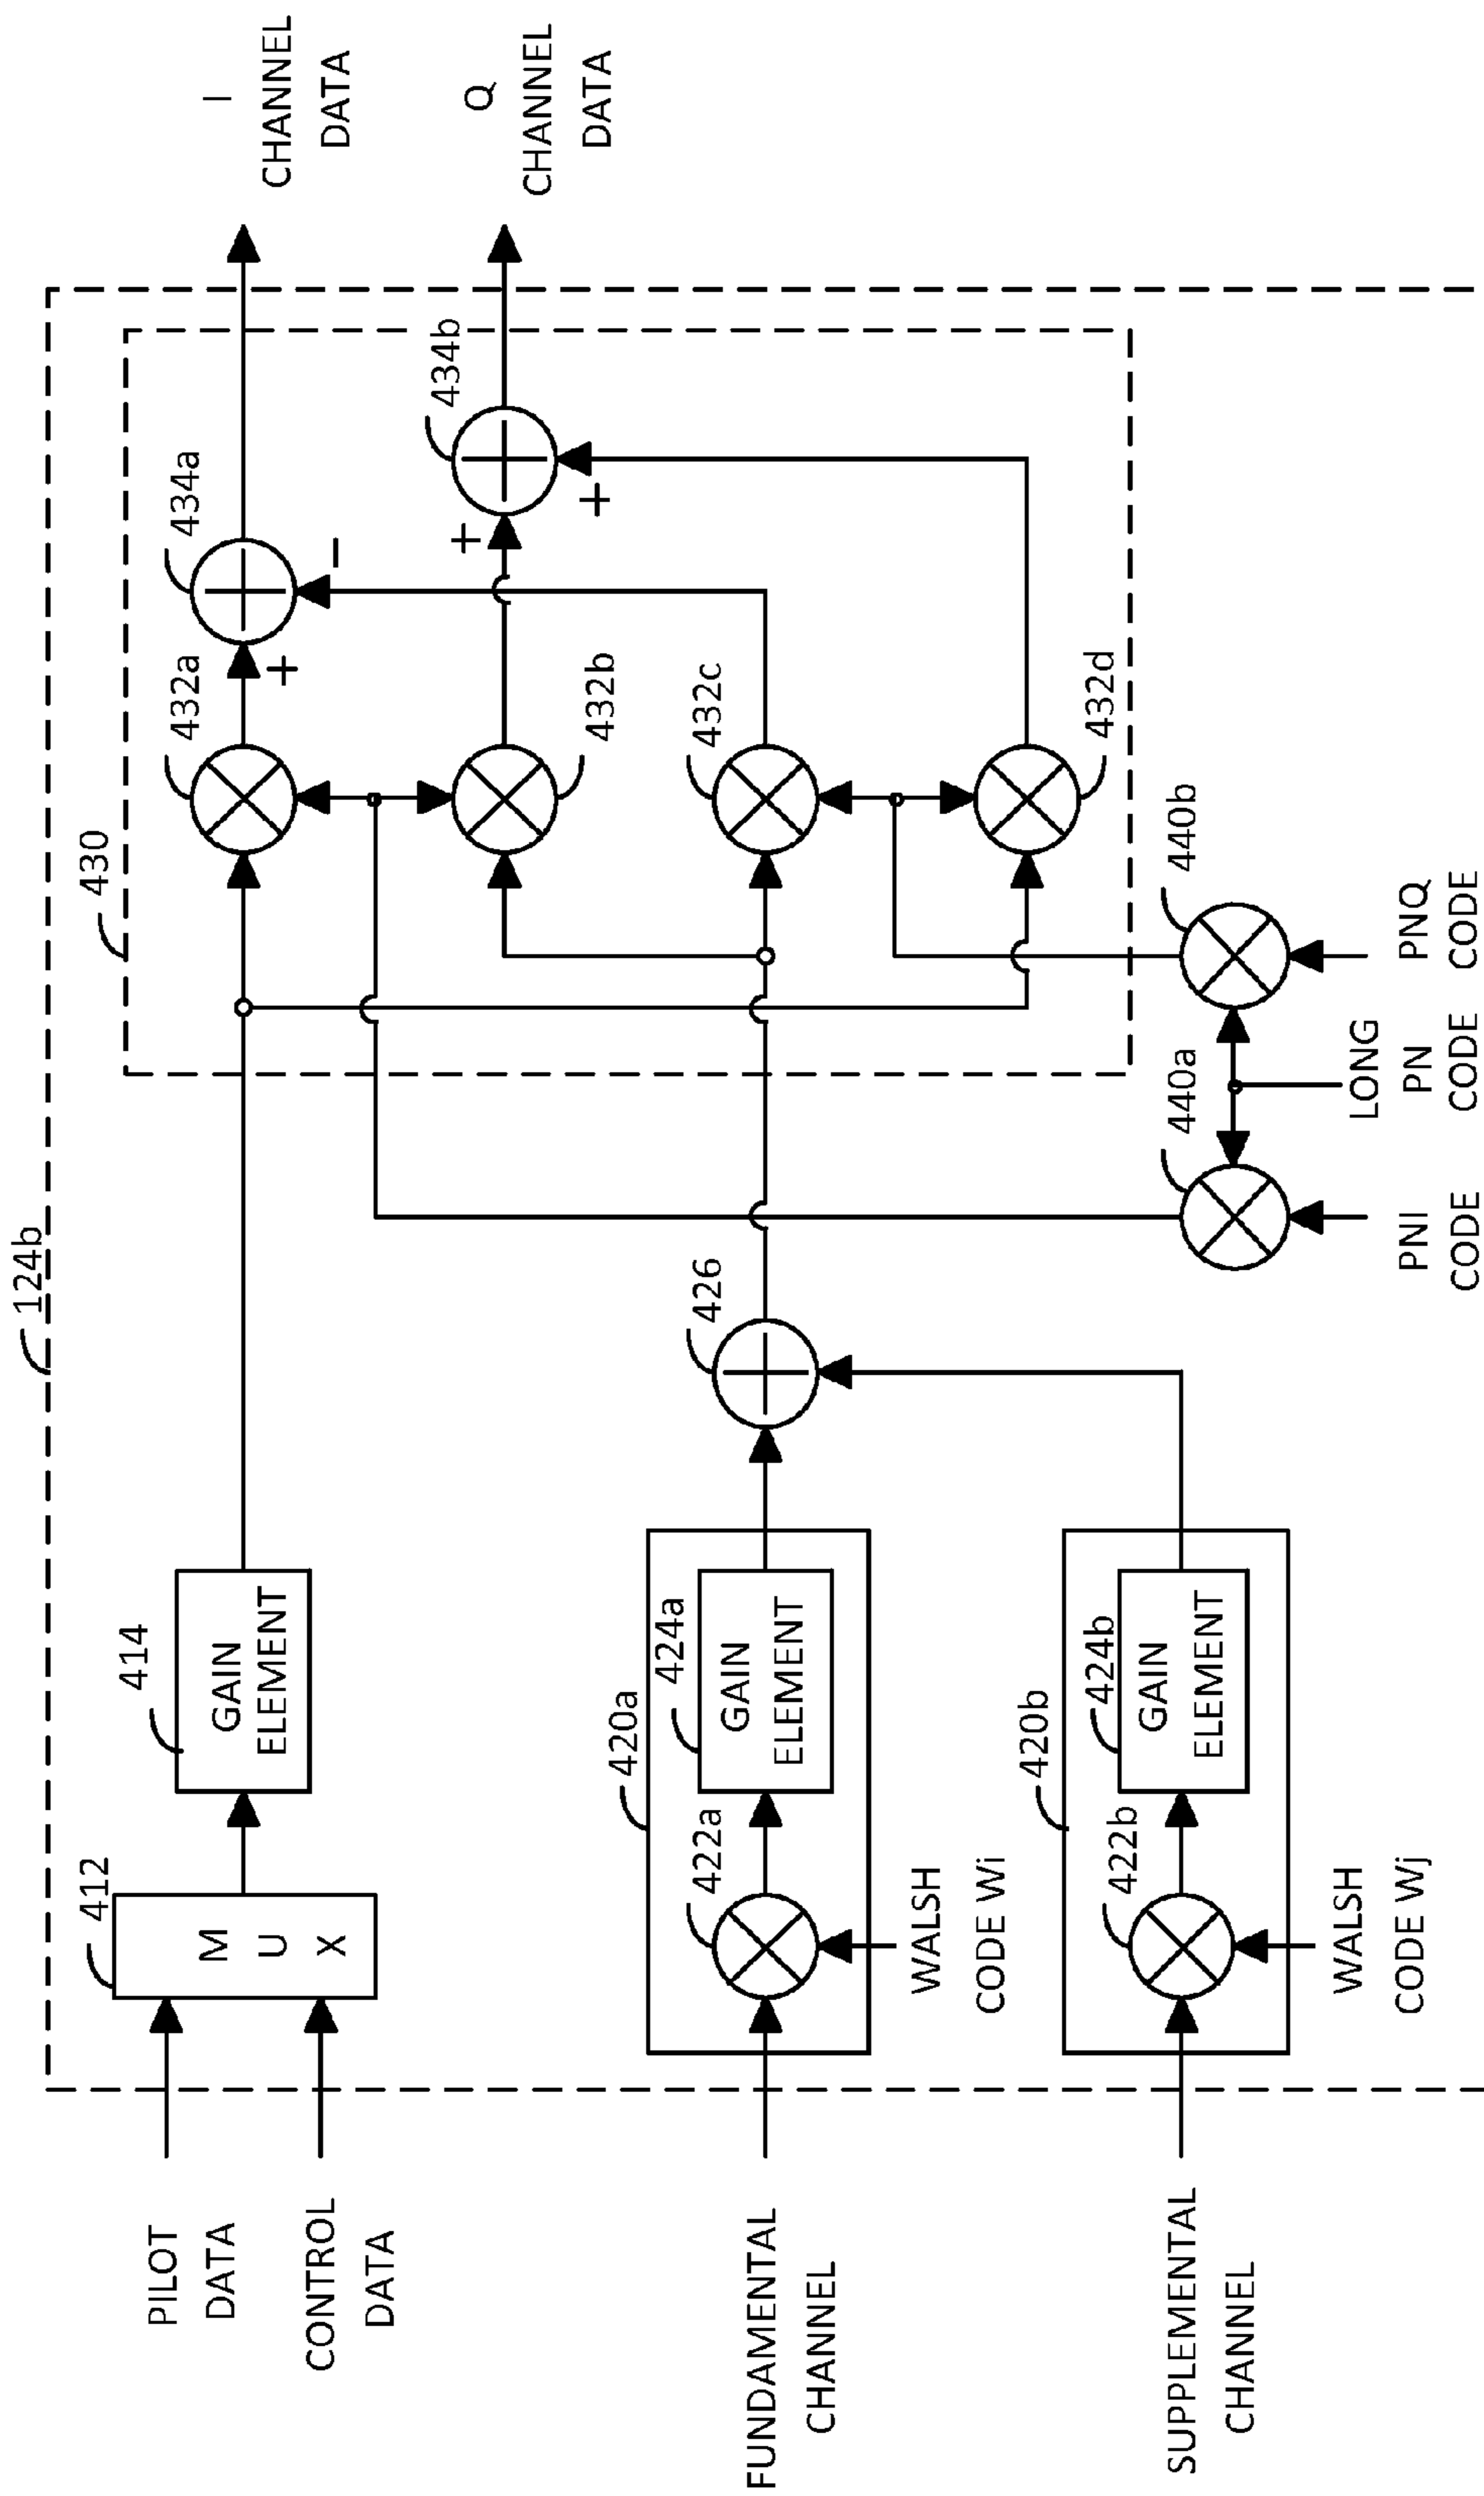 124b
430
PILOT
DATA
CONTROL
DATA
412
M
U
X
414
GAIN
ELEMENT
432a
+
434a
−
I
CHANNEL
DATA
432b
+
434b
+
Q
CHANNEL
DATA
FUNDAMENTAL
CHANNEL
420a
422a
424a
GAIN
ELEMENT
WALSH
CODE Wi
426
432c
432d
SUPPLEMENTAL
CHANNEL
420b
422b
424b
GAIN
ELEMENT
WALSH
CODE Wj
440a
440b
PNI
CODE
LONG
PN
CODE
PNQ
CODE